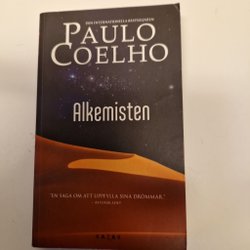 DEN INTERNATIONELLA BESTSELLERN
PAULO
COELHO
Alkemisten
"EN SAGA OM ATT UPPFYLLA SINA DRÖMMAR."